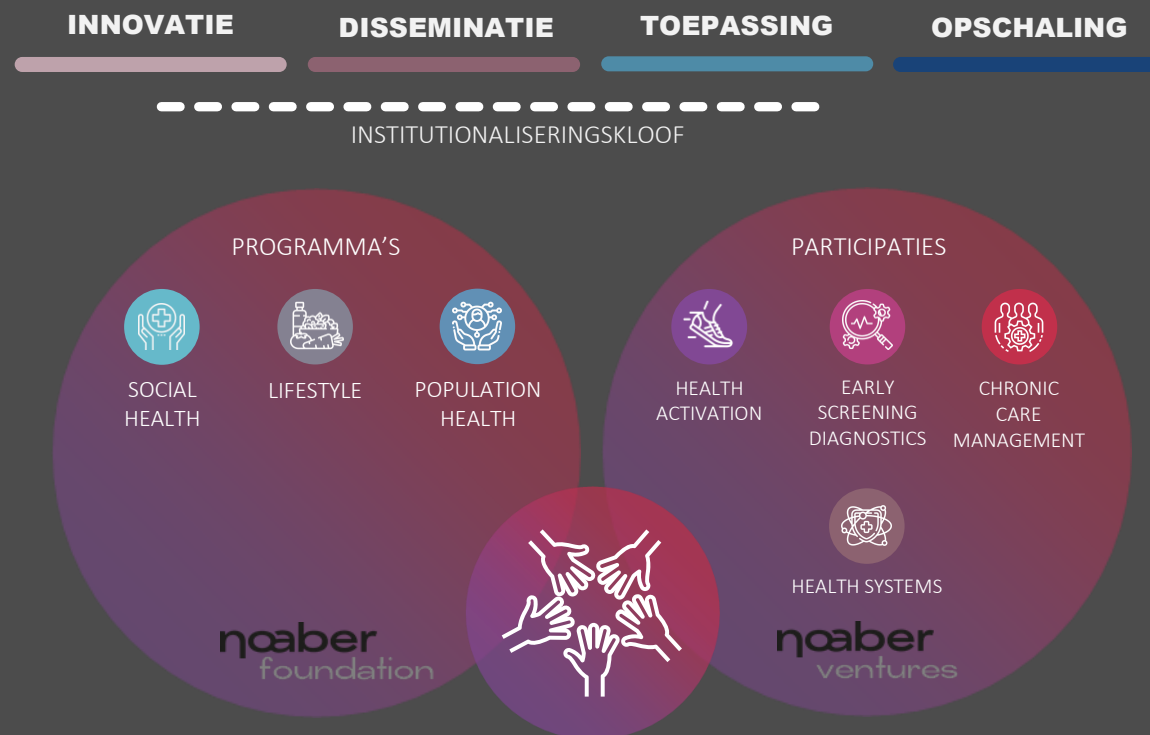 INNOVATIE
DISSEMINATIE
TOEPASSING
OPSCHALING
INSTITUTIONALISERINGSKLOOF
PROGRAMMA’S
SOCIAL
HEALTH
LIFESTYLE
POPULATION
HEALTH
noaber
foundation
PARTICIPATIES
HEALTH
ACTIVATION
EARLY
SCREENING
DIAGNOSTICS
CHRONIC
CARE
MANAGEMENT
HEALTH SYSTEMS
noaber
ventures